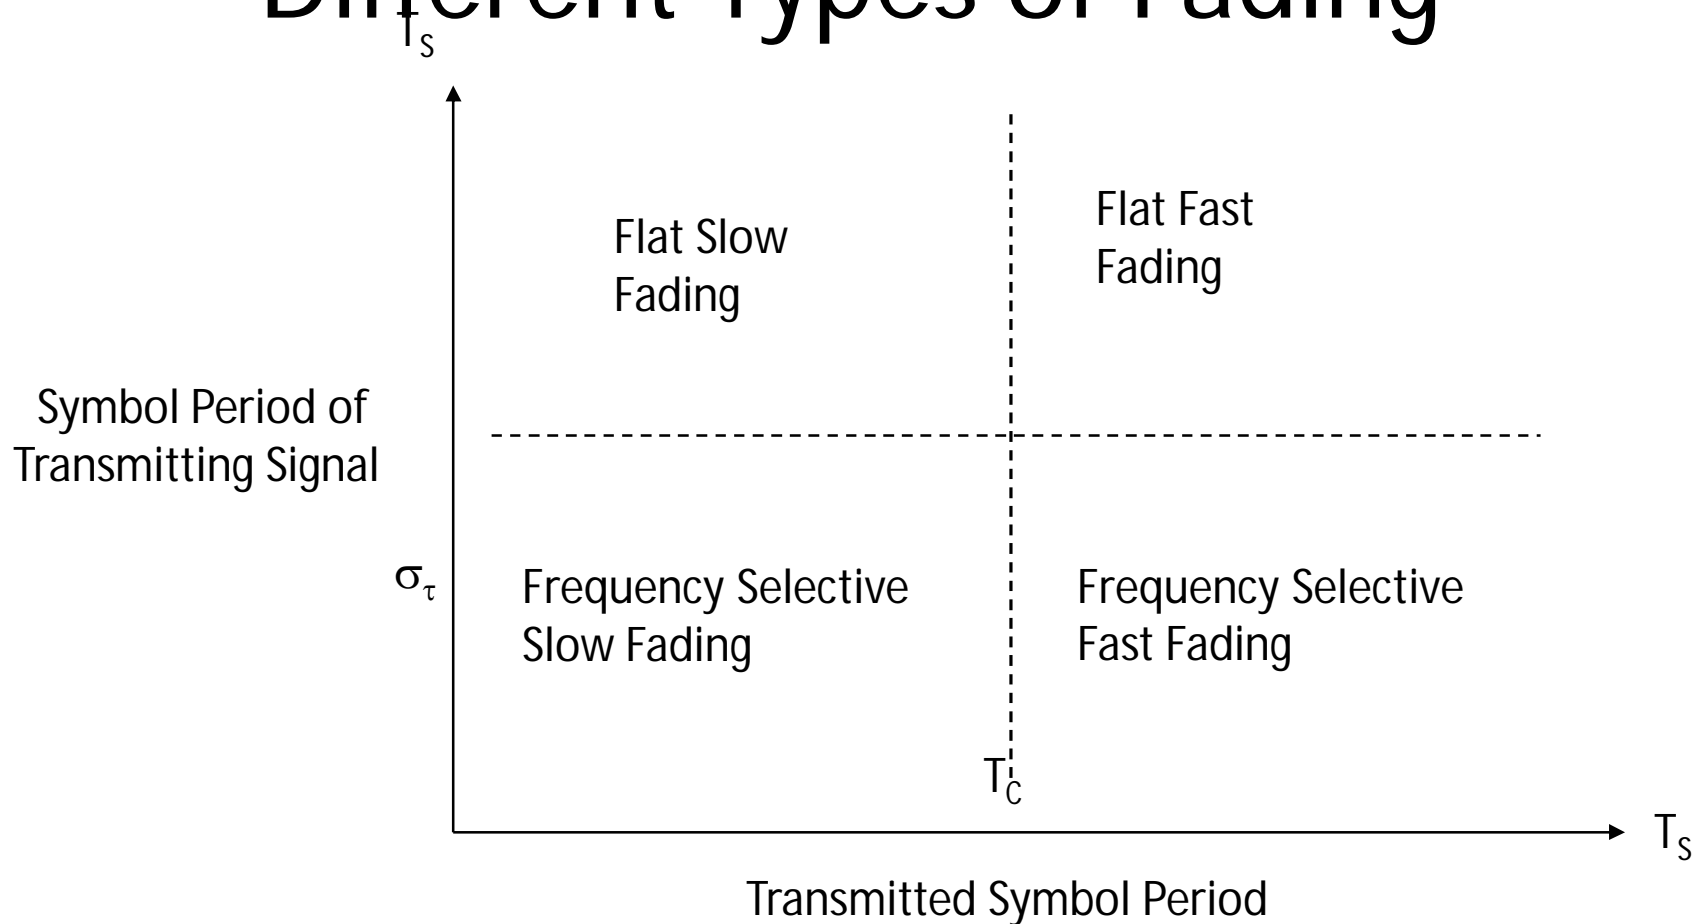 Different Types of Fading
Ts
Flat Slow
Fading
Flat Fast
Fading
Symbol Period of
Transmitting Signal
στ
Frequency Selective
Slow Fading
Frequency Selective
Fast Fading
TC
TS
Transmitted Symbol Period